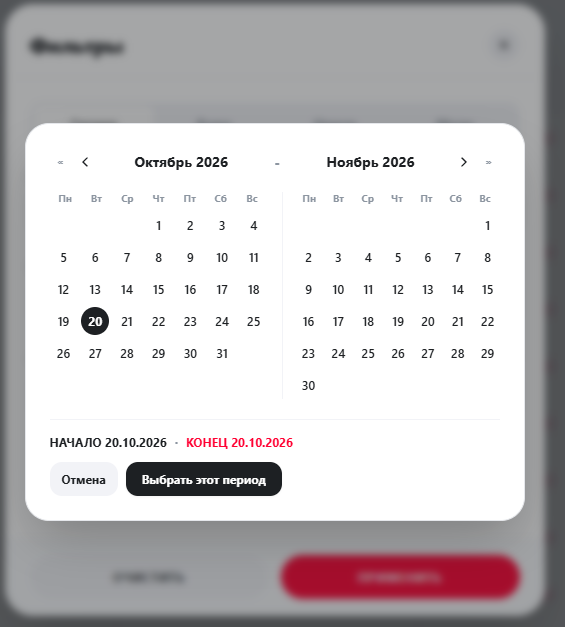 Фильтры
« ‹ Октябрь 2026 - Ноябрь 2026 › »
Пн Вт Ср Чт Пт Сб Вс Пн Вт Ср Чт Пт Сб Вс
1 2 3 4 1
5 6 7 8 9 10 11 2 3 4 5 6 7 8
12 13 14 15 16 17 18 9 10 11 12 13 14 15
19 20 21 22 23 24 25 16 17 18 19 20 21 22
26 27 28 29 30 31 23 24 25 26 27 28 29
30
НАЧАЛО 20.10.2026 · КОНЕЦ 20.10.2026
Отмена Выбрать этот период
ОЧИСТИТЬ ПРИМЕНИТЬ